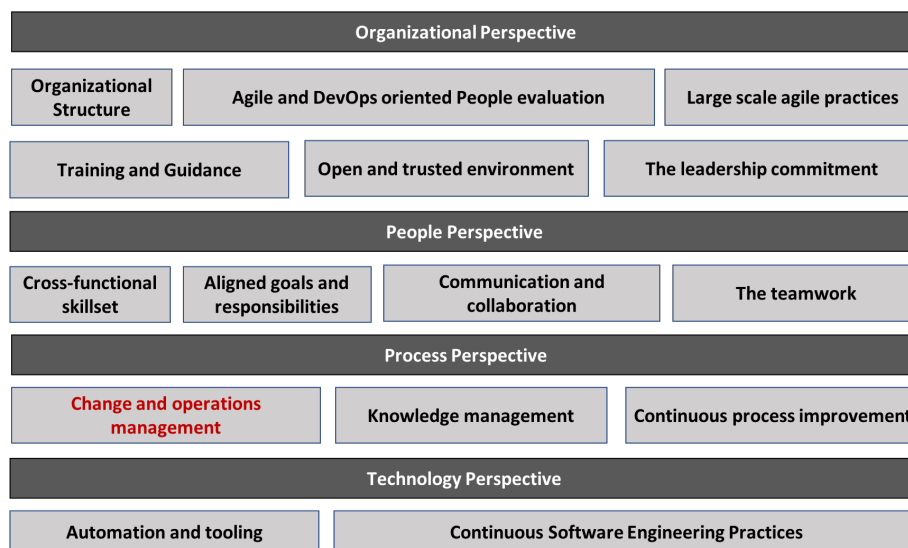 Organizational Perspective
Organizational
Structure
Agile and DevOps oriented People evaluation
Large scale agile practices
Training and Guidance
Open and trusted environment
The leadership commitment
People Perspective
Cross-functional
skillset
Aligned goals and
responsibilities
Communication and
collaboration
The teamwork
Process Perspective
Change and operations
management
Knowledge management
Continuous process improvement
Technology Perspective
Automation and tooling
Continuous Software Engineering Practices